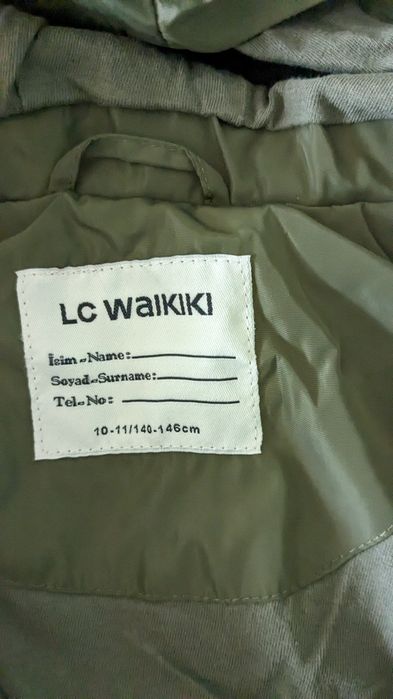 LC WAIKIKI
İsim-Name:
Soyad-Surname:
Tel-No:
10-11/140-146cm